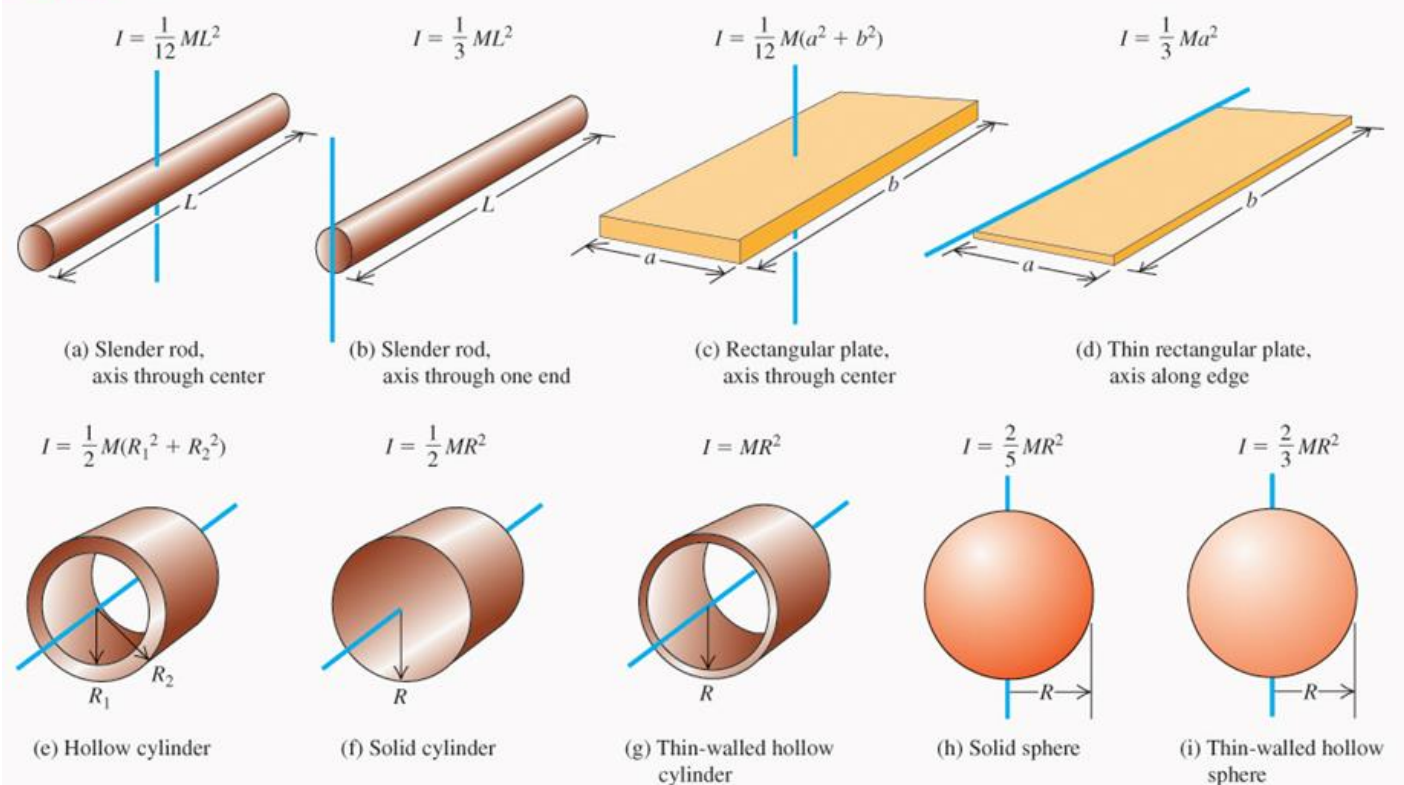 I = 1/12 ML²
I = 1/3 ML²
I = 1/12 M(a² + b²)
I = 1/3 Ma²
L
L
a
b
a
b
(a) Slender rod,
axis through center
(b) Slender rod,
axis through one end
(c) Rectangular plate,
axis through center
(d) Thin rectangular plate,
axis along edge
I = 1/2 M(R₁² + R₂²)
I = 1/2 MR²
I = MR²
I = 2/5 MR²
I = 2/3 MR²
R₁
R₂
R
R
R
R
(e) Hollow cylinder
(f) Solid cylinder
(g) Thin-walled hollow
cylinder
(h) Solid sphere
(i) Thin-walled hollow
sphere